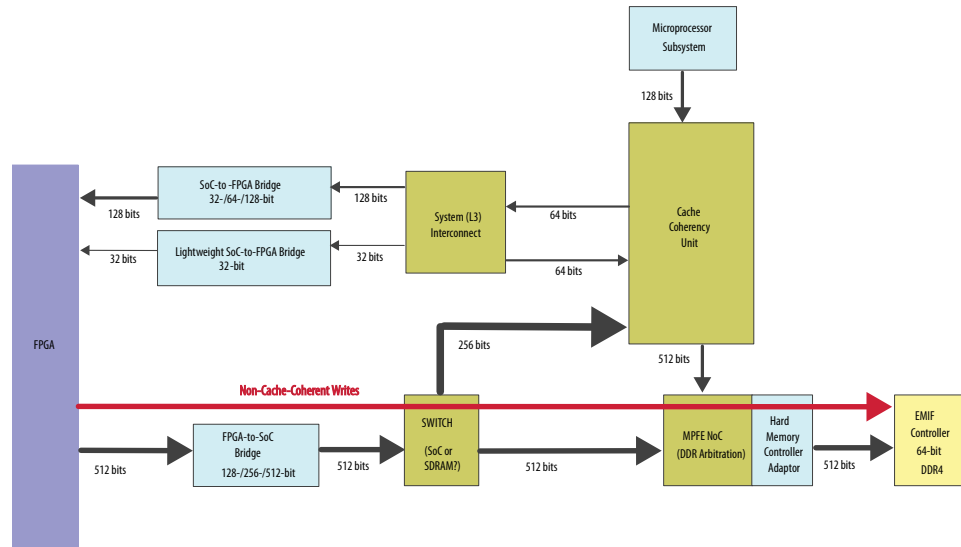 Microprocessor
Subsystem
128 bits
SoC-to -FPGA Bridge
32-/64-/128-bit
128 bits
128 bits
System (L3)
Interconnect
64 bits
Cache
Coherency
Unit
Lightweight SoC-to-FPGA Bridge
32-bit
32 bits
32 bits
64 bits
FPGA
256 bits
512 bits
Non-Cache-Coherent Writes
FPGA-to-SoC
Bridge
128-/256-/512-bit
512 bits
512 bits
SWITCH
(SoC or
SDRAM?)
512 bits
MPFE NoC
(DDR Arbitration)
Hard
Memory
Controller
Adaptor
512 bits
EMIF
Controller
64-bit
DDR4